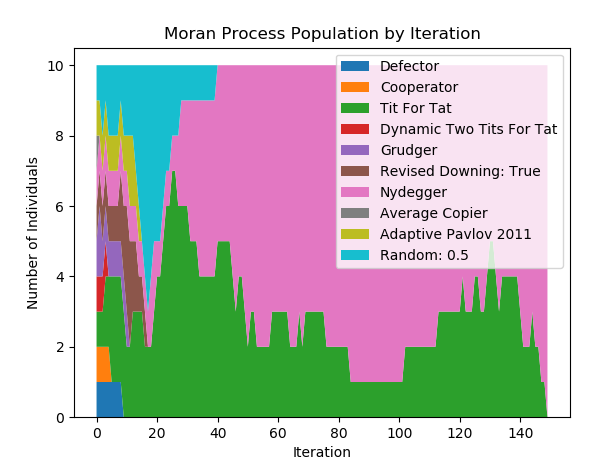 Moran Process Population by Iteration
Number of Individuals
10
8
6
4
2
0
Defector
Cooperator
Tit For Tat
Dynamic Two Tits For Tat
Grudger
Revised Downing: True
Nydegger
Average Copier
Adaptive Pavlov 2011
Random: 0.5
0 20 40 60 80 100 120 140
Iteration